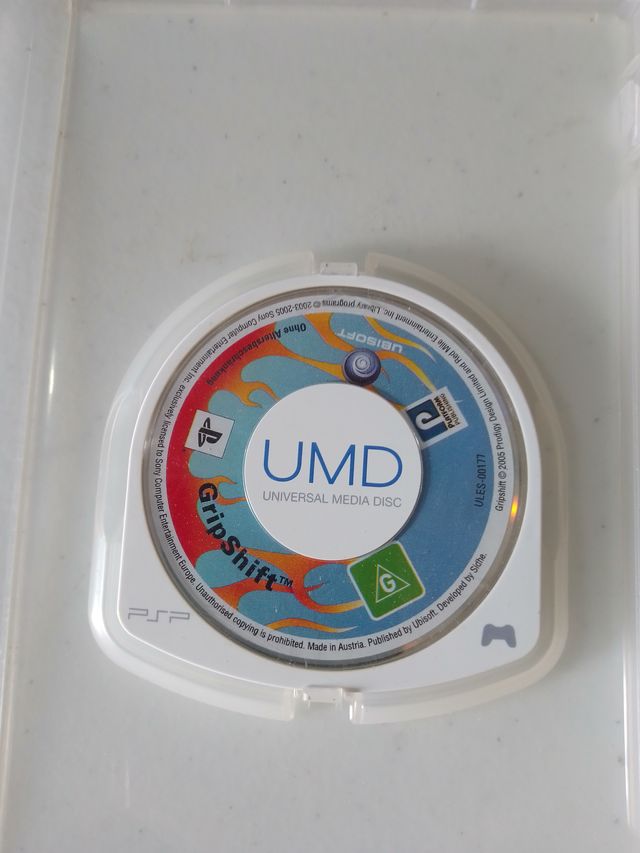 UMD
UNIVERSAL MEDIA DISC
GripShift™
Ohne Altersbeschränkung
UBISOFT
PLATFORM
PUBLISHING
ULES-00177
G
PSP
Library programs © 2003-2005 Sony Computer Entertainment Inc. exclusively licensed to Sony Computer Entertainment Europe. Unauthorised copying is prohibited. Made in Austria. Published by Ubisoft. Developed by Sidhe.
Gripshift © 2005 Prodigy Design Limited and Red Mile Entertainment Inc.